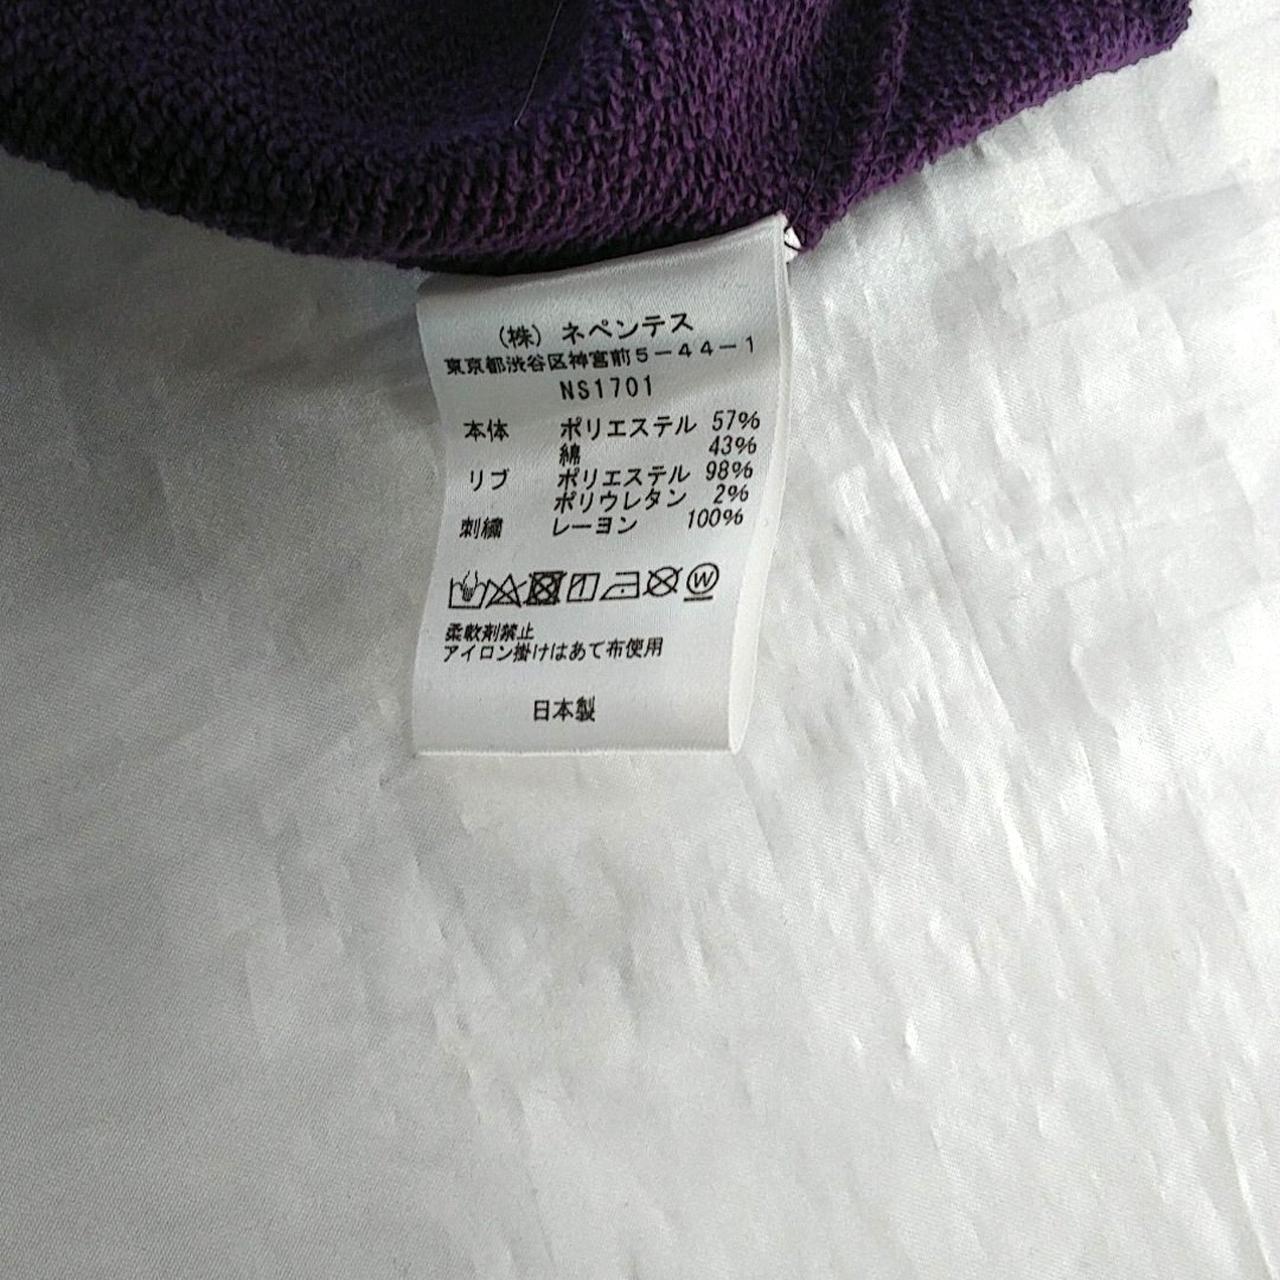 (株) ネペンテス
東京都渋谷区神宮前5-44-1
NS1701
本体 ポリエステル 57%
綿 43%
リブ ポリエステル 98%
ポリウレタン 2%
刺繍 レーヨン 100%
W
柔軟剤禁止
アイロン掛けはあて布使用
日本製